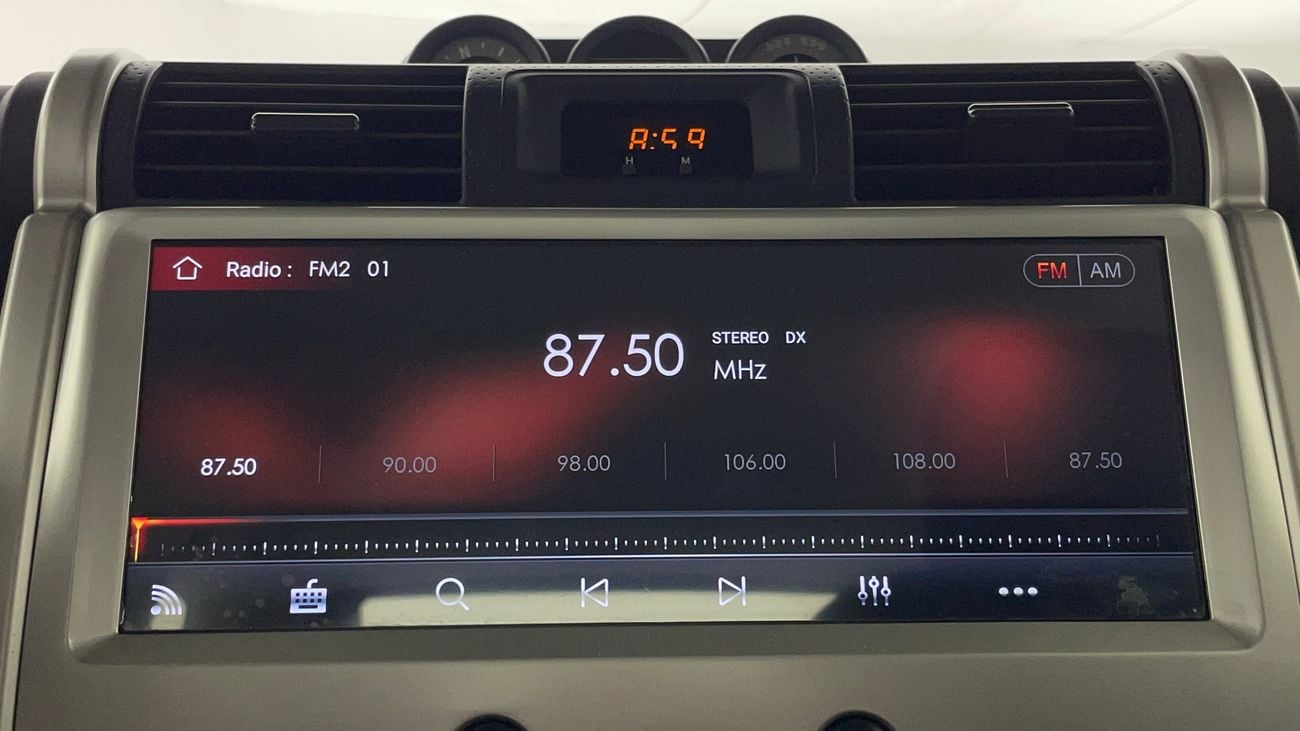 N
A:59
H M
Radio : FM2 01
FM AM
87.50 STEREO DX
MHz
87.50 90.00 98.00 106.00 108.00 87.50